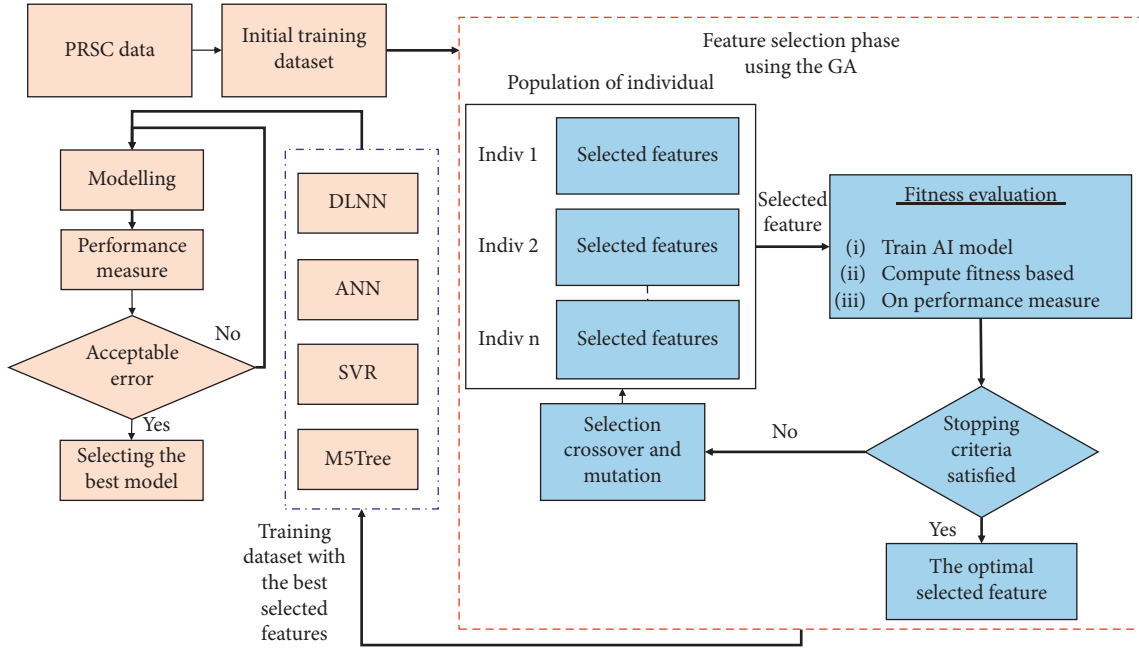 PRSC data
Initial training
dataset
Feature selection phase
using the GA
Population of individual
Indiv 1
Selected features
Indiv 2
Selected features
Indiv n
Selected features
Selected
feature
Fitness evaluation
(i) Train AI model
(ii) Compute fitness based
(iii) On performance measure
Stopping
criteria
satisfied
No
Selection
crossover and
mutation
Yes
The optimal
selected feature
Training
dataset with
the best
selected
features
DLNN
ANN
SVR
M5Tree
Modelling
Performance
measure
Acceptable
error
No
Yes
Selecting the
best model